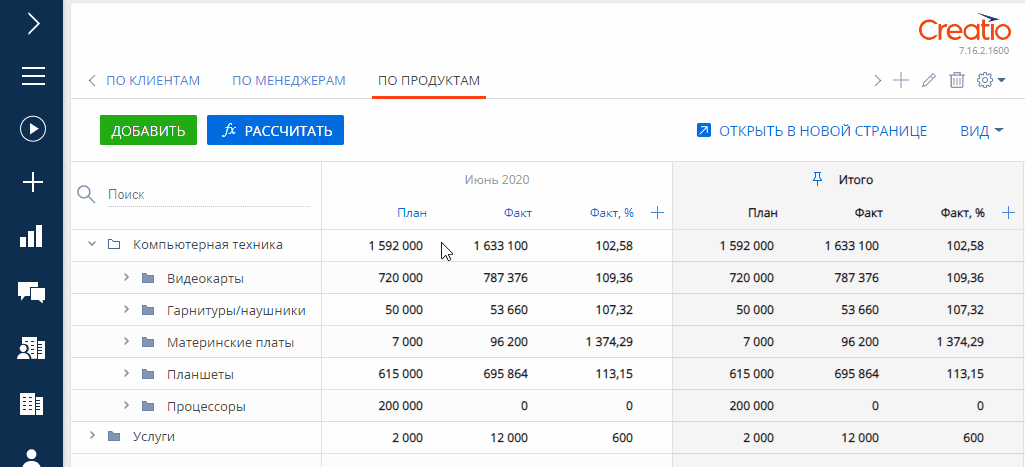 Creatio
7.16.2.1600
ПО КЛИЕНТАМ ПО МЕНЕДЖЕРАМ ПО ПРОДУКТАМ
ДОБАВИТЬ fx РАССЧИТАТЬ ОТКРЫТЬ В НОВОЙ СТРАНИЦЕ ВИД
Июнь 2020 Итого
Поиск
План Факт Факт, % План Факт Факт, %
Компьютерная техника 1 592 000 1 633 100 102,58 1 592 000 1 633 100 102,58
Видеокарты 720 000 787 376 109,36 720 000 787 376 109,36
Гарнитуры/наушники 50 000 53 660 107,32 50 000 53 660 107,32
Материнские платы 7 000 96 200 1 374,29 7 000 96 200 1 374,29
Планшеты 615 000 695 864 113,15 615 000 695 864 113,15
Процессоры 200 000 0 0 200 000 0 0
Услуги 2 000 12 000 600 2 000 12 000 600